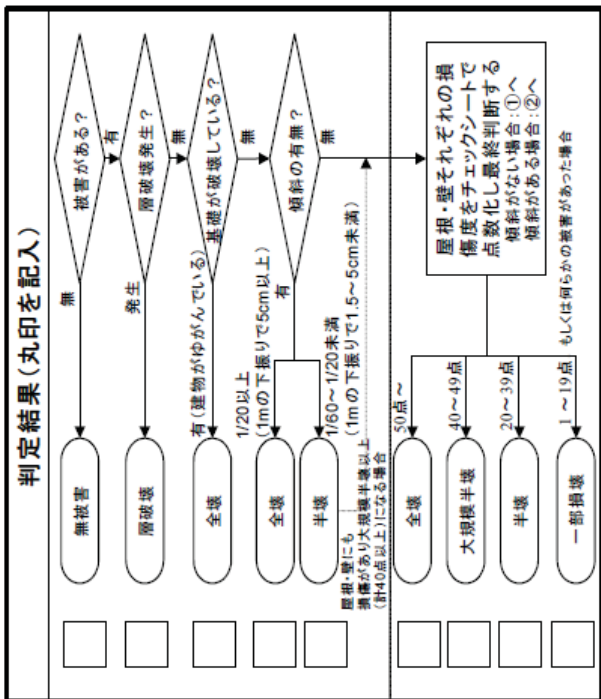 判定結果（丸印を記入）
被害がある？
有
無
無被害
層破壊発生？
無
発生
層破壊
基礎が破壊している？
無
有（建物がゆがんでいる）
全壊
傾斜の有無？
無
有
1/20以上
（1mの下振りで5cm以上）
全壊
1/60～1/20未満
（1mの下振りで1.5～5cm未満）
半壊
屋根・壁にも
損傷があり大規模半壊以上
（計40点以上）になる場合
屋根・壁それぞれの損
傷度をチェックシートで
点数化し最終判断する
傾斜がない場合：①へ
傾斜がある場合：②へ
50点～
全壊
40～49点
大規模半壊
20～39点
半壊
1～19点
もしくは何らかの被害があった場合
一部損壊